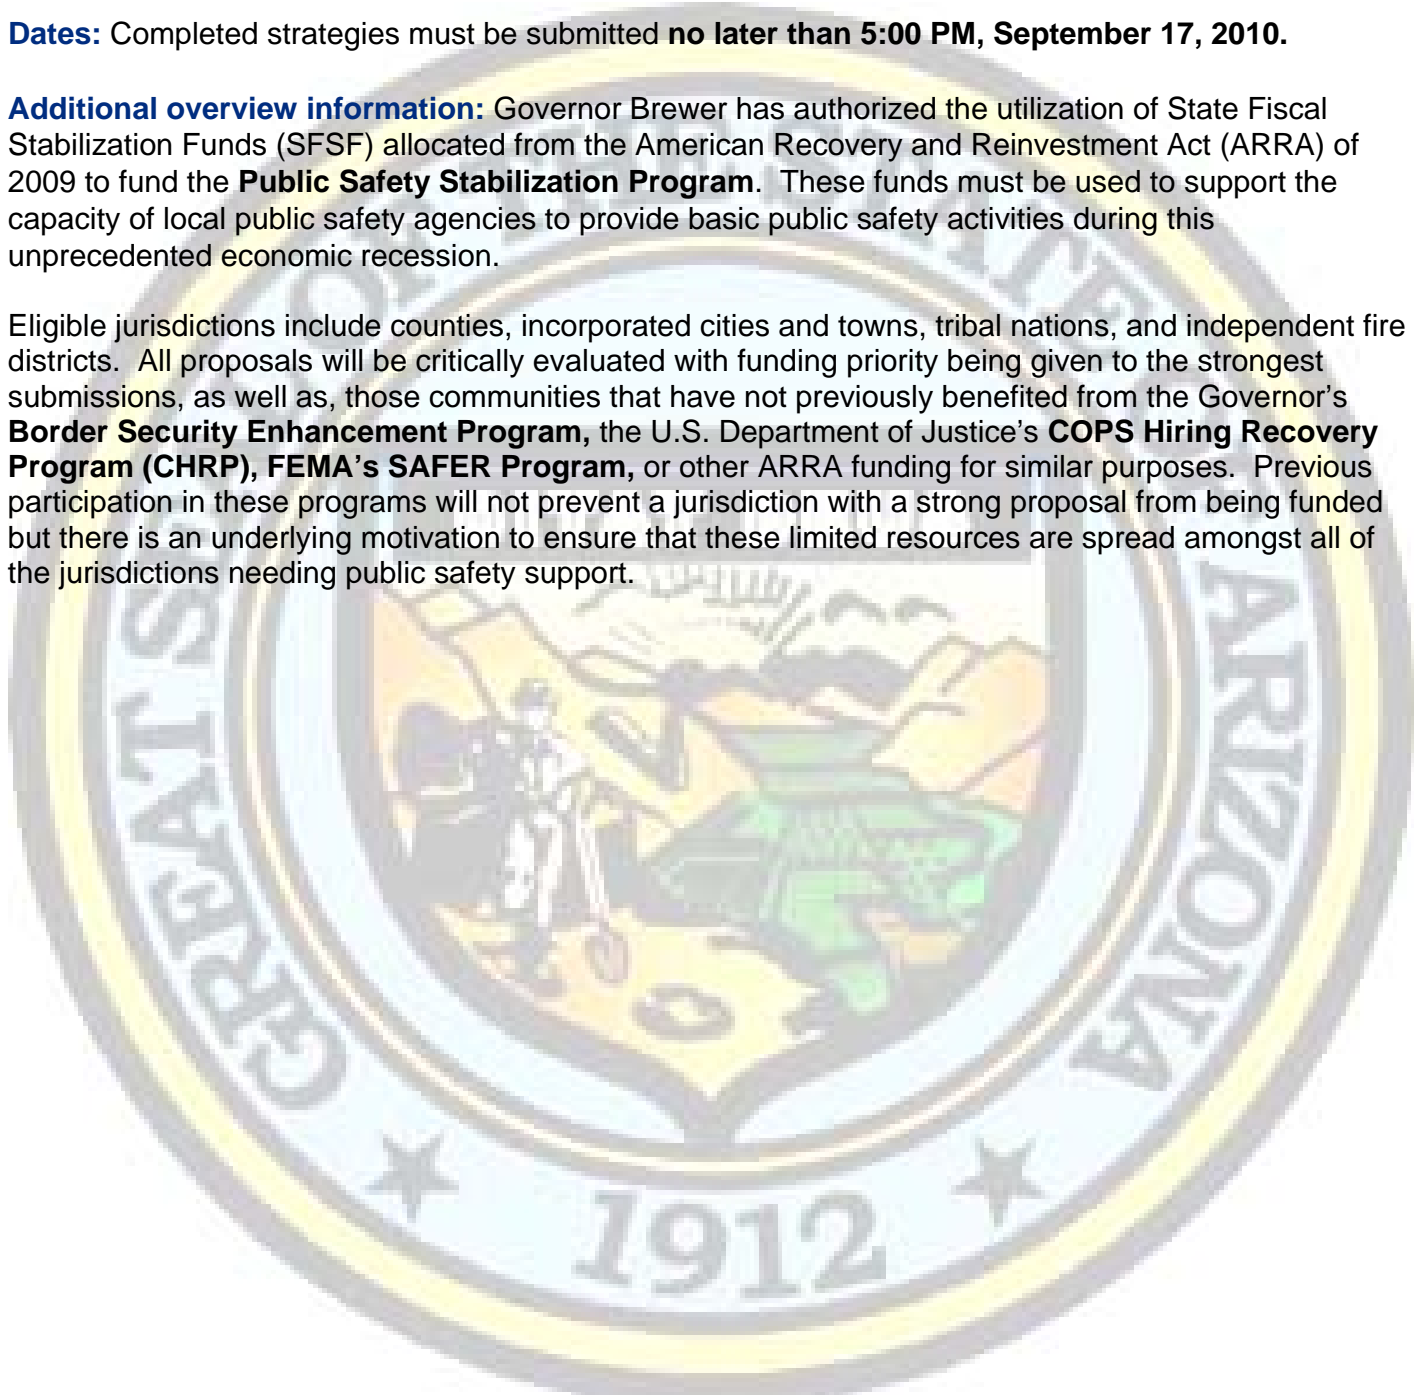 Dates: Completed strategies must be submitted no later than 5:00 PM, September 17, 2010.
Additional overview information: Governor Brewer has authorized the utilization of State Fiscal
Stabilization Funds (SFSF) allocated from the American Recovery and Reinvestment Act (ARRA) of
2009 to fund the Public Safety Stabilization Program.  These funds must be used to support the
capacity of local public safety agencies to provide basic public safety activities during this
unprecedented economic recession.
Eligible jurisdictions include counties, incorporated cities and towns, tribal nations, and independent fire
districts.  All proposals will be critically evaluated with funding priority being given to the strongest
submissions, as well as, those communities that have not previously benefited from the Governor's
Border Security Enhancement Program, the U.S. Department of Justice's COPS Hiring Recovery
Program (CHRP), FEMA's SAFER Program, or other ARRA funding for similar purposes.  Previous
participation in these programs will not prevent a jurisdiction with a strong proposal from being funded
but there is an underlying motivation to ensure that these limited resources are spread amongst all of
the jurisdictions needing public safety support.
GREAT SEAL OF THE STATE OF ARIZONA
1912